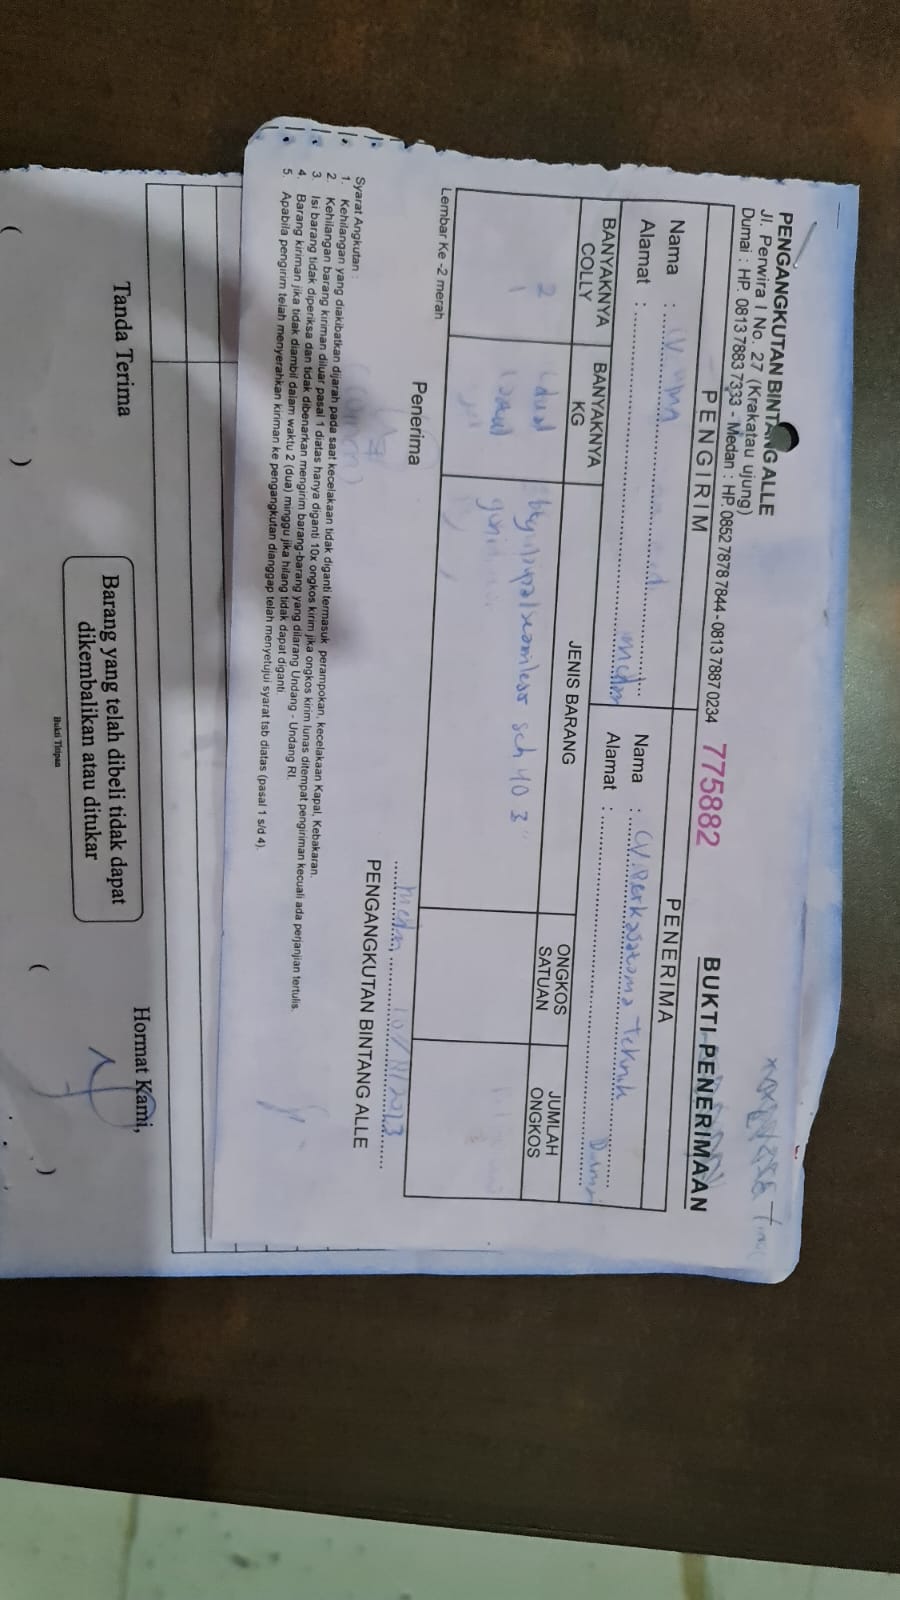 PENGANGKUTAN BINTANG ALLE
Jl. Perwira I No. 27 (Krakatau ujung)
Dumai : HP. 0813 7883 7333 - Medan : HP. 0852 7878 7844 - 0813 7887 0234
775882
BUKTI PENERIMAAN
PENGIRIM
PENERIMA
Nama :
Alamat : medan
Nama : CV. Perkasatama Teknik
Alamat : Dumai
BANYAKNYA COLLY
BANYAKNYA KG
JENIS BARANG
ONGKOS SATUAN
JUMLAH ONGKOS
2 (dua) seamless sch 40 3"
1 (satu)
Lembar Ke -2 merah
Penerima
Medan,
PENGANGKUTAN BINTANG ALLE
Syarat Angkutan :
1. Kehilangan yang diakibatkan dijarah pada saat kecelakaan tidak diganti termasuk perampokan, kecelakaan Kapal, Kebakaran.
2. Kehilangan barang kiriman diluar pasal 1 diatas hanya diganti 10x ongkos kirim jika ongkos kirim lunas ditempat pengiriman kecuali ada perjanjian tertulis.
3. Isi barang tidak diperiksa dan tidak dibenarkan mengirim barang-barang yang dilarang Undang - Undang RI.
4. Barang kiriman jika tidak diambil dalam waktu 2 (dua) minggu jika hilang tidak dapat diganti
5. Apabila pengirim telah menyerahkan kiriman ke pengangkutan dianggap telah menyetujui syarat tsb diatas (pasal 1 s/d 4).
Tanda Terima
Barang yang telah dibeli tidak dapat
dikembalikan atau ditukar
Hormat Kami,
Bukti Titipan
( )
( )